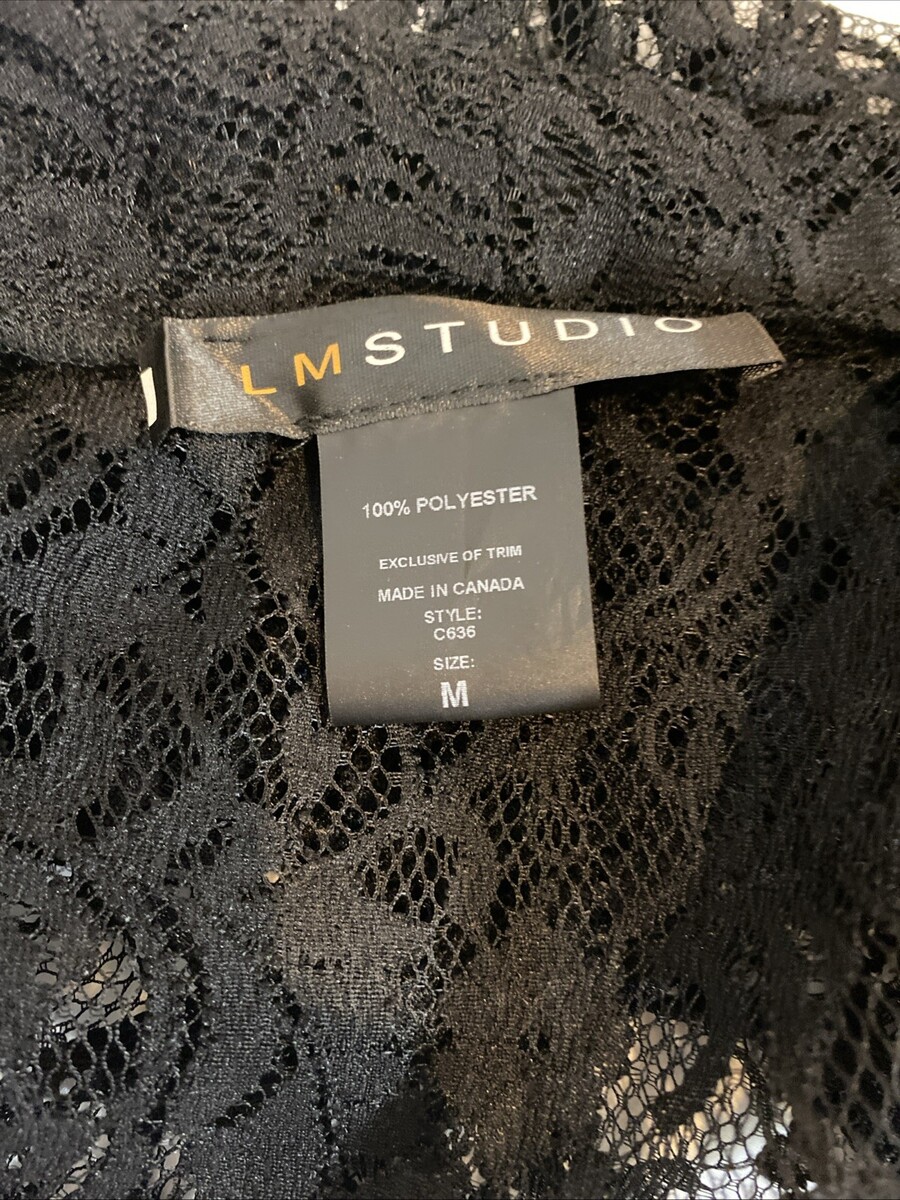 LMSTUDIO
100% POLYESTER
EXCLUSIVE OF TRIM
MADE IN CANADA
STYLE:
C636
SIZE:
M